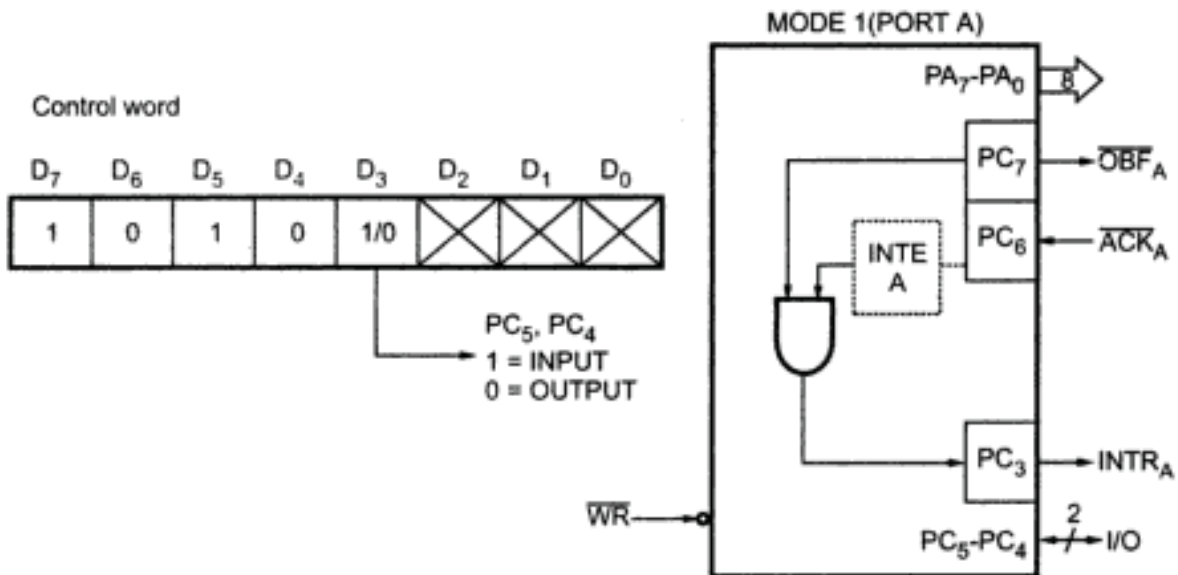 MODE 1(PORT A)
PA7-PA0
8
Control word
D7 D6 D5 D4 D3 D2 D1 D0
1 0 1 0 1/0
PC5, PC4
1 = INPUT
0 = OUTPUT
PC7
OBFA
PC6
ACKA
INTE
A
PC3
INTRA
WR
PC5-PC4
2
I/O